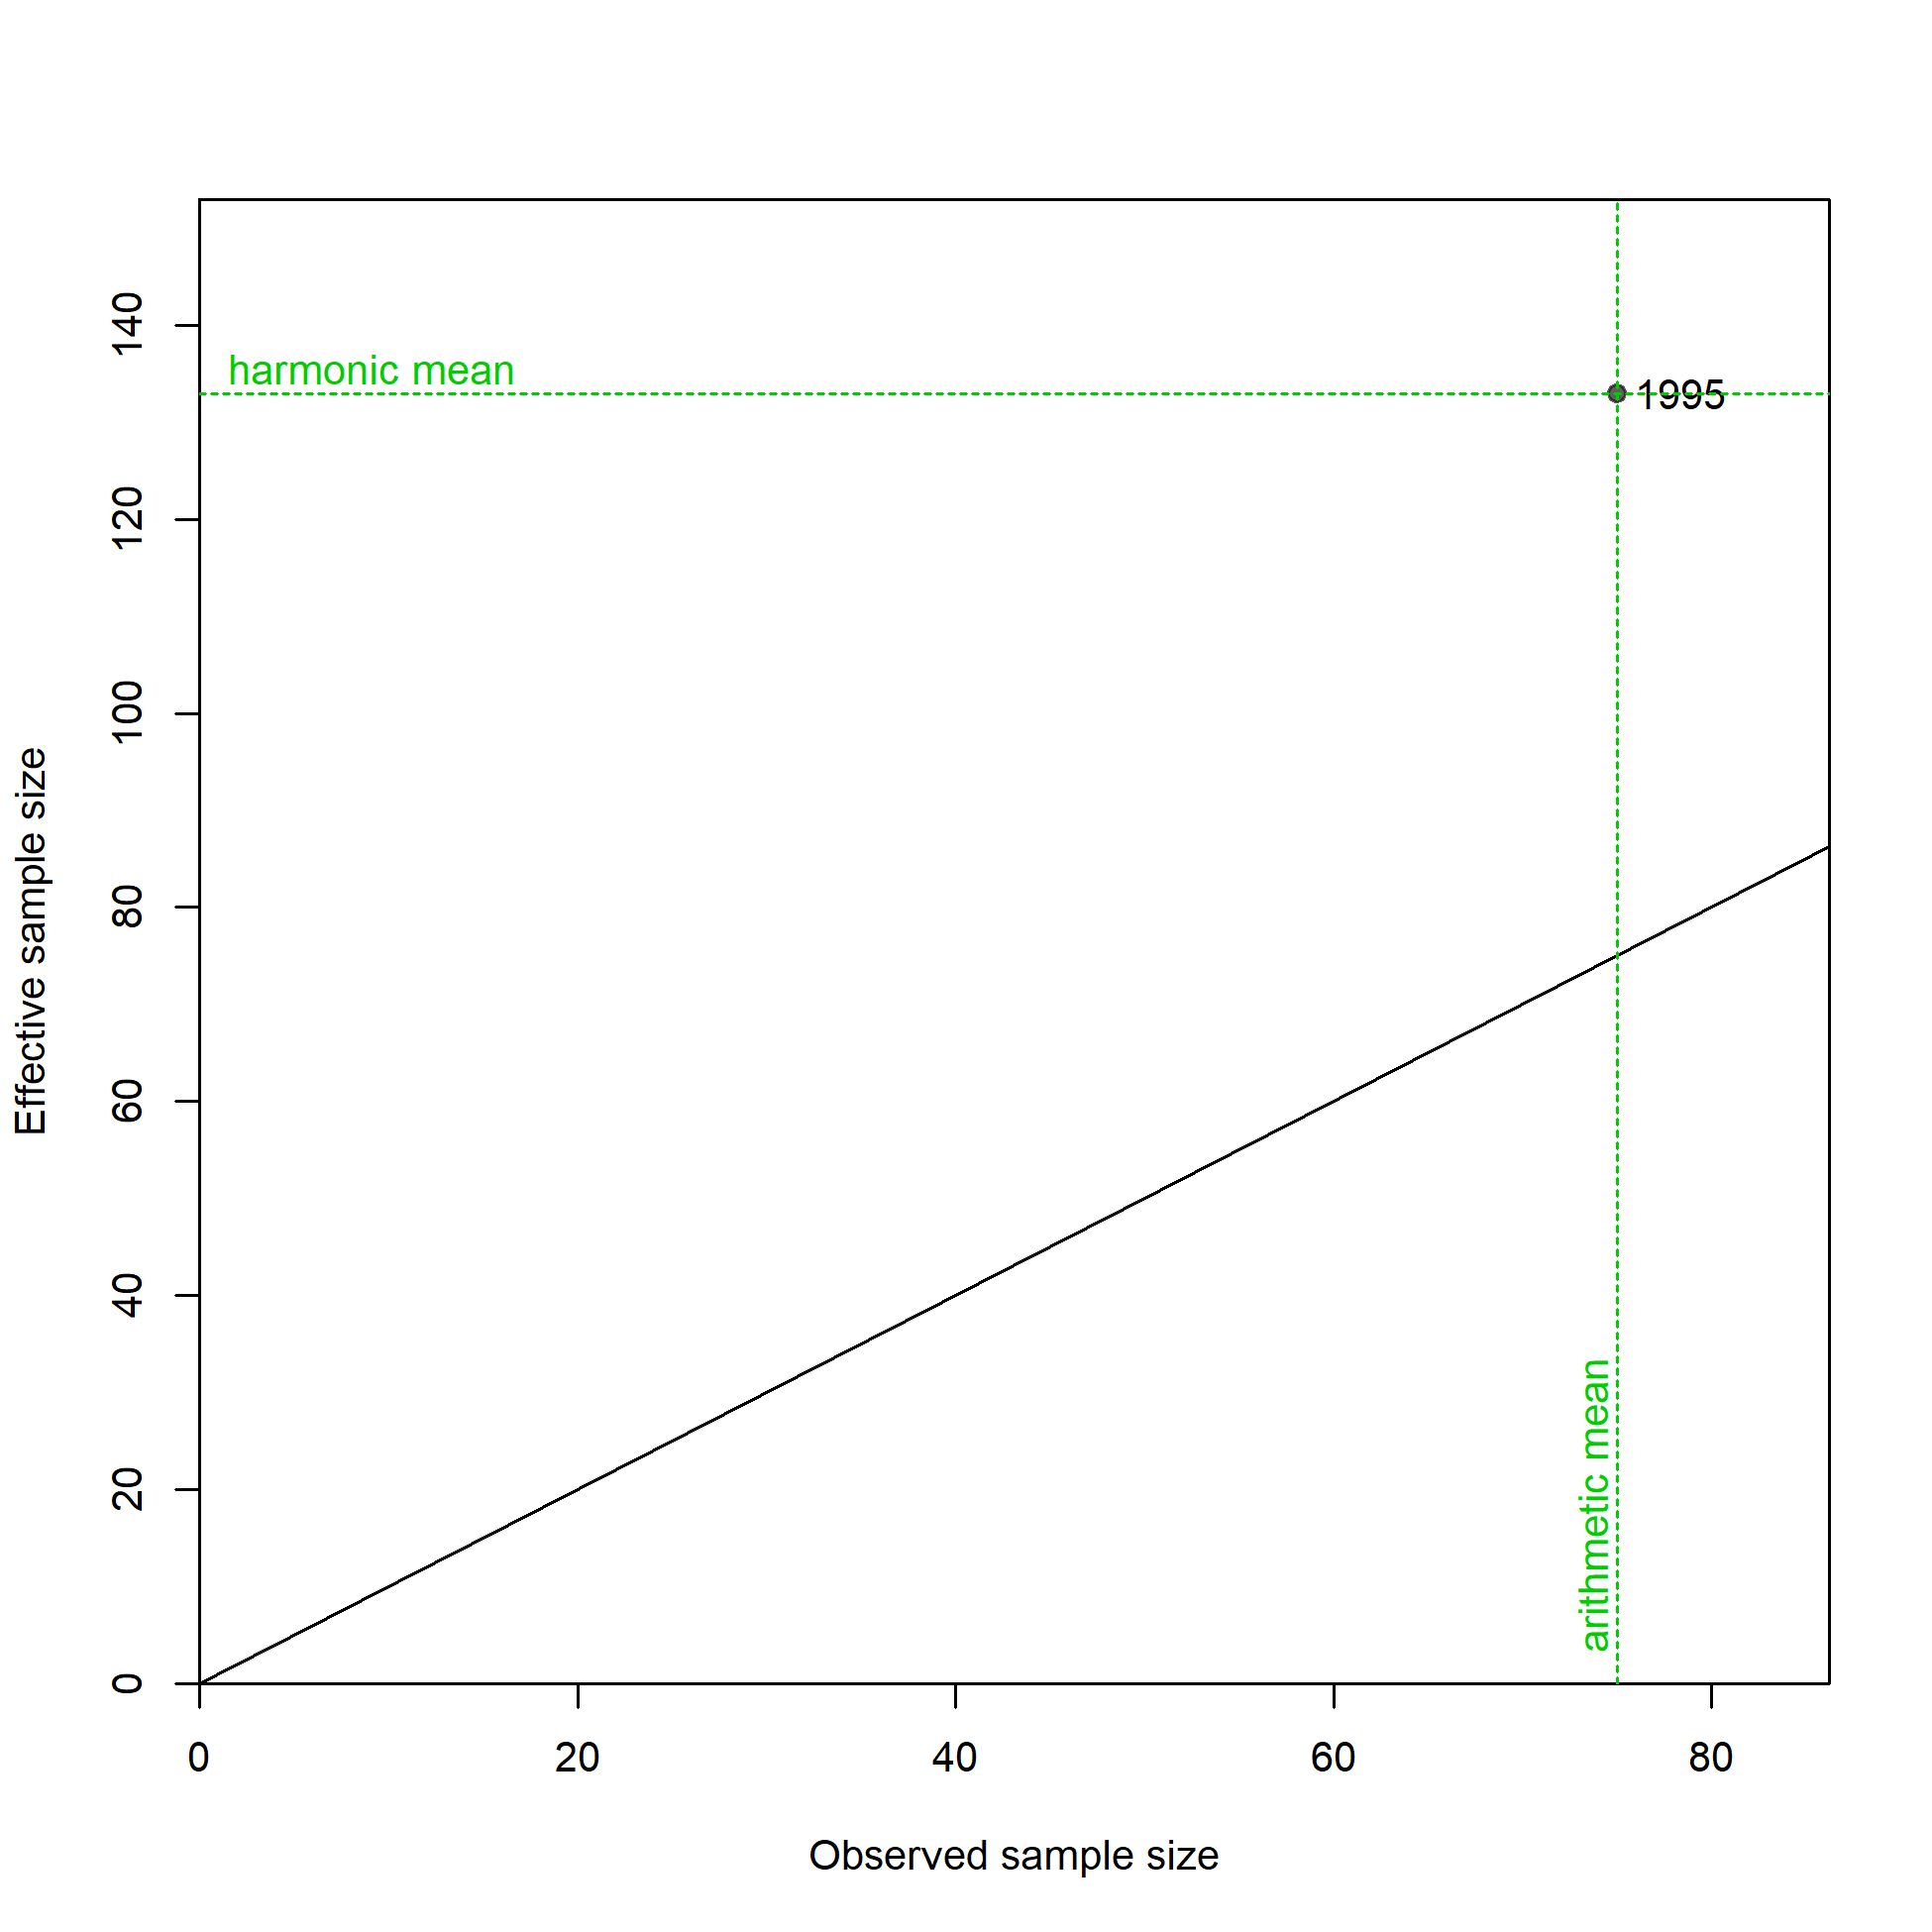 harmonic mean
1995
arithmetic mean
Effective sample size
140
120
100
80
60
40
20
0
0 20 40 60 80
Observed sample size